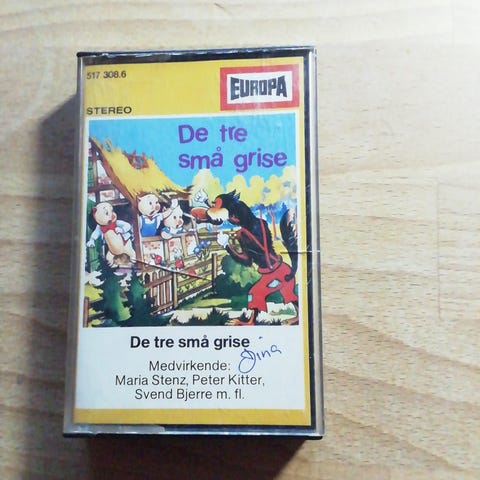 517 308.6
EUROPA
STEREO
De tre
små grise
De tre små grise
Gina
Medvirkende:
Maria Stenz, Peter Kitter,
Svend Bjerre m. fl.